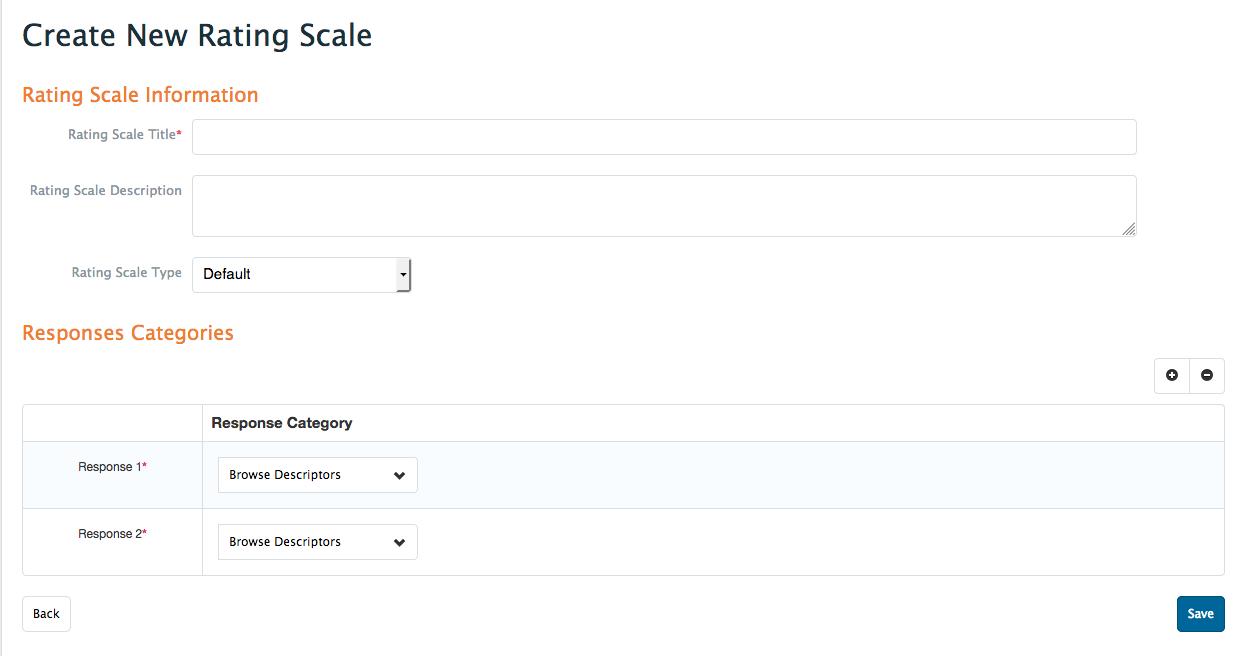 Create New Rating Scale
Rating Scale Information
Rating Scale Title*
Rating Scale Description
Rating Scale Type Default
Responses Categories
Response Category
Response 1* Browse Descriptors
Response 2* Browse Descriptors
Back Save